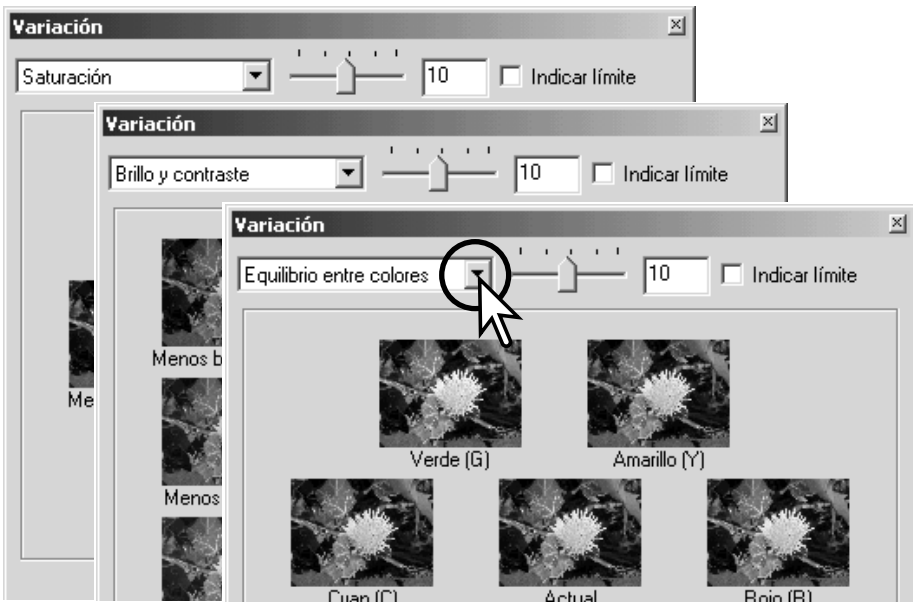 Variación
Saturación 10 Indicar límite
Variación
Brillo y contraste 10 Indicar límite
Variación
Equilibrio entre colores 10 Indicar límite
Menos b
Me
Menos
Verde (G) Amarillo (Y)
Cyan (C) Actual Rojo (R)